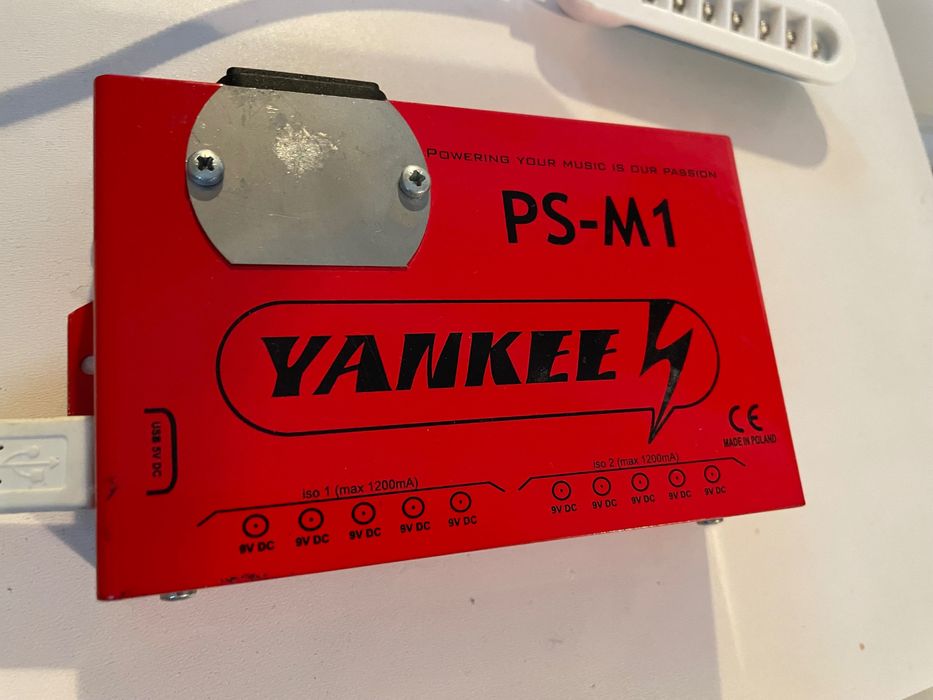 POWERING YOUR MUSIC IS OUR PASSION
PS-M1
YANKEE
CE
MADE IN POLAND
USB 5V DC
iso 1 (max 1200mA)
9V DC 9V DC 9V DC 9V DC 9V DC
iso 2 (max 1200mA)
9V DC 9V DC 9V DC 9V DC 9V DC